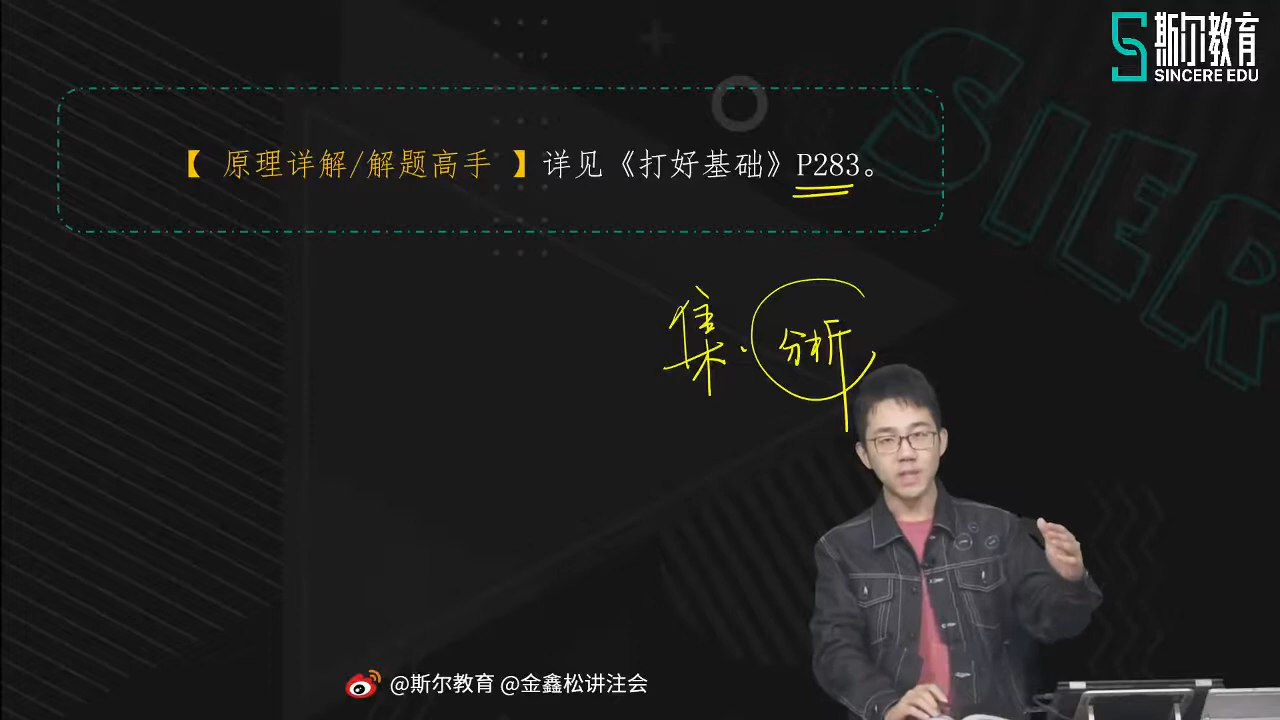 斯尔教育
SINCERE EDU
【 原理详解/解题高手 】详见《打好基础》P283。
集·分析
@斯尔教育 @金鑫松讲注会